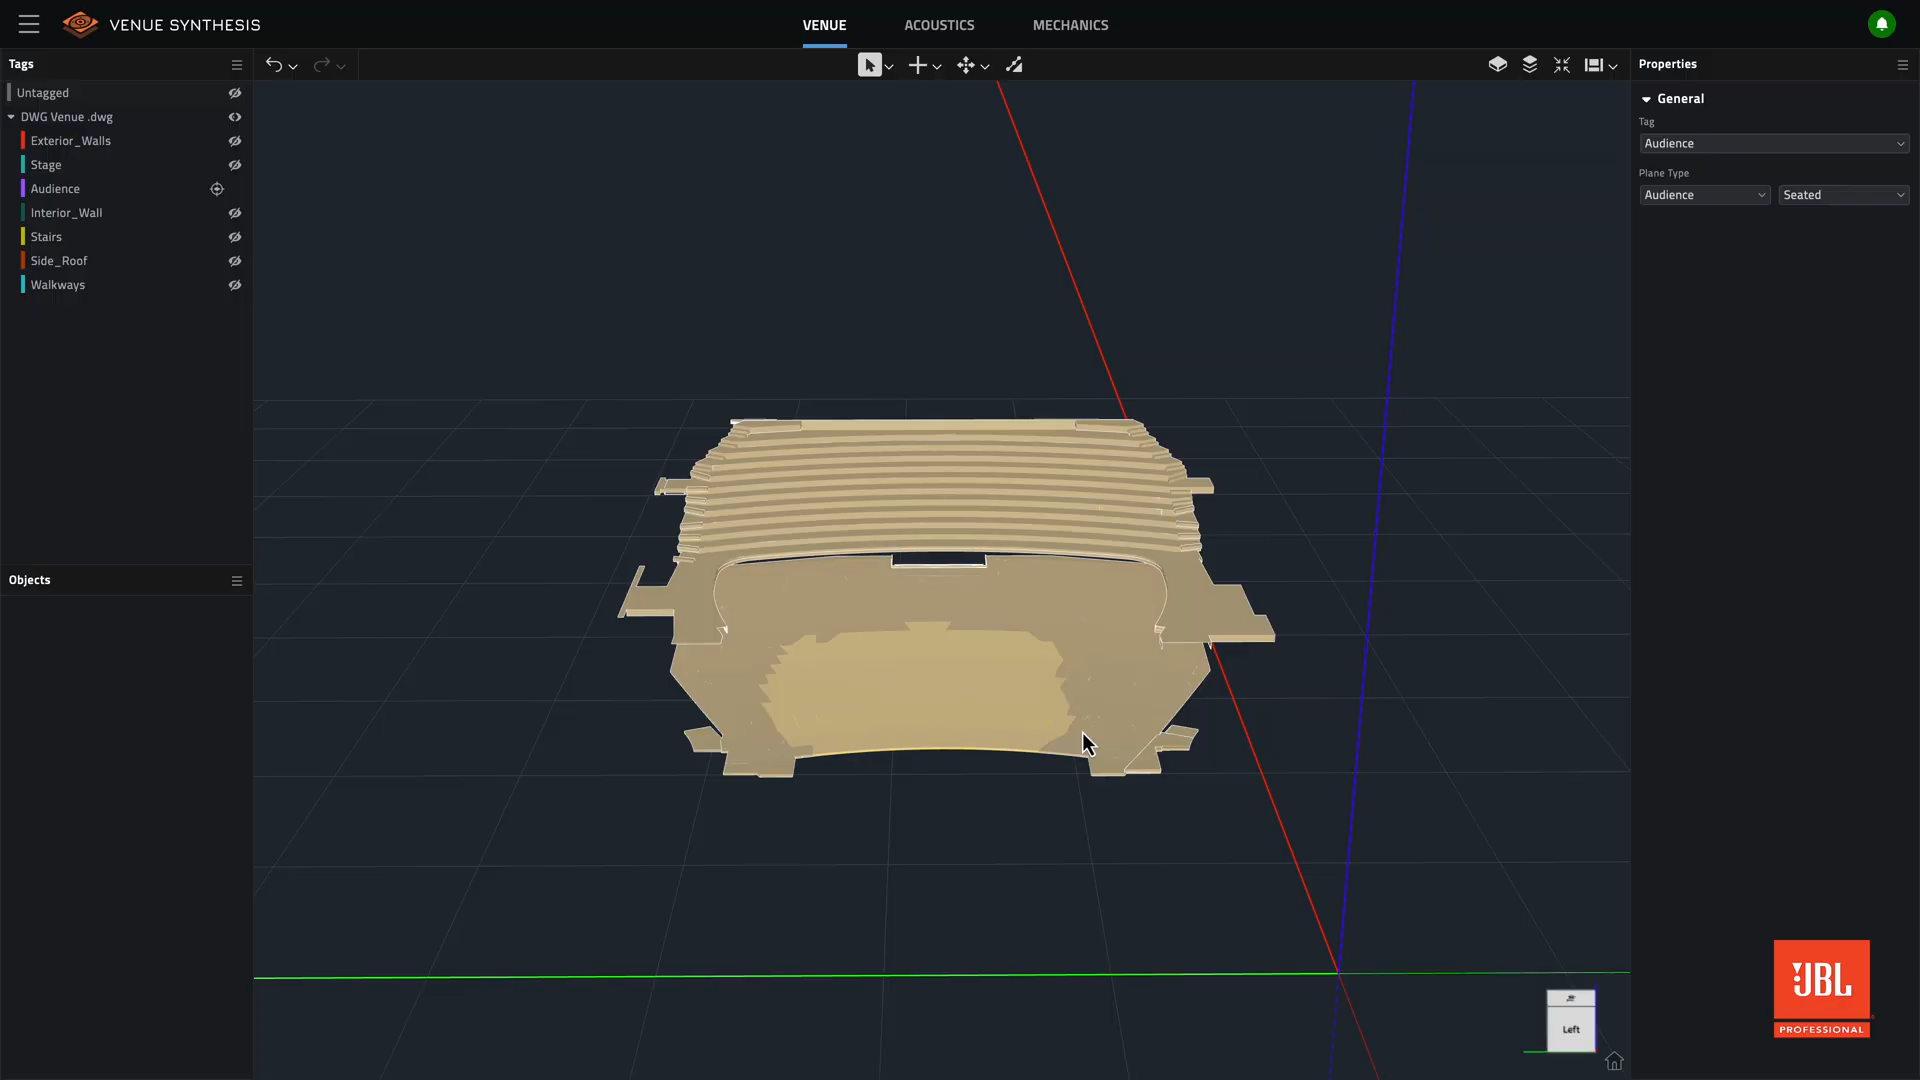 VENUE SYNTHESIS
VENUE
ACOUSTICS
MECHANICS
Tags
Untagged
DWG Venue .dwg
Exterior_Walls
Stage
Audience
Interior_Wall
Stairs
Side_Roof
Walkways
Objects
Properties
General
Tag
Audience
Plane Type
Audience
Seated
Left
JBL
PROFESSIONAL